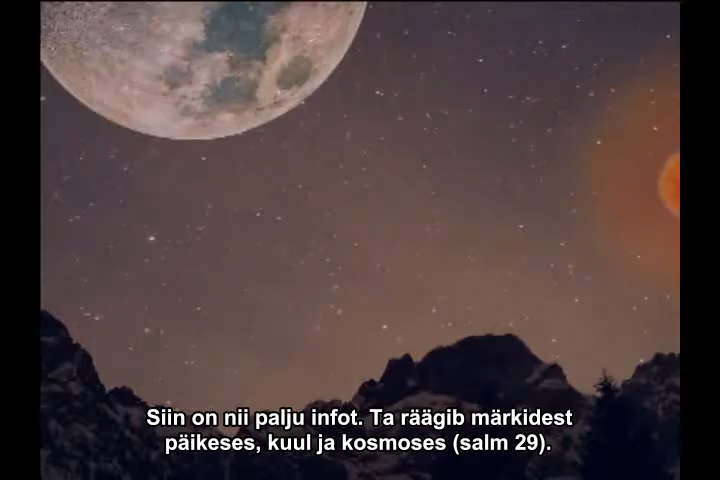 Siin on nii palju infot. Ta räägib märkidest
päikeses, kuul ja kosmoses (salm 29).